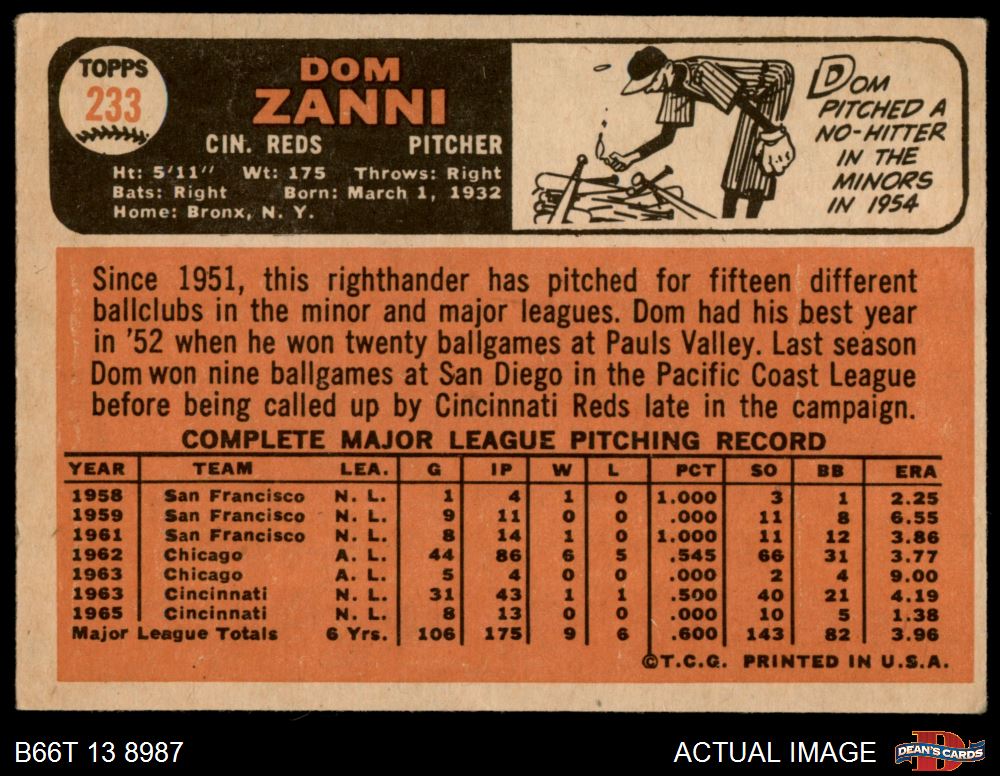 TOPPS
233
DOM
ZANNI
CIN. REDS PITCHER
Ht: 5'11" Wt: 175 Throws: Right
Bats: Right Born: March 1, 1932
Home: Bronx, N. Y.
DOM
PITCHED A
NO-HITTER
IN THE
MINORS
IN 1954
Since 1951, this righthander has pitched for fifteen different
ballclubs in the minor and major leagues. Dom had his best year
in '52 when he won twenty ballgames at Pauls Valley. Last season
Dom won nine ballgames at San Diego in the Pacific Coast League
before being called up by Cincinnati Reds late in the campaign.
COMPLETE MAJOR LEAGUE PITCHING RECORD
YEAR TEAM LEA. G IP W L PCT SO BB ERA
1958 San Francisco N. L. 1 4 1 0 1.000 3 1 2.25
1959 San Francisco N. L. 9 11 0 0 .000 11 8 6.55
1961 San Francisco N. L. 8 14 1 0 1.000 11 12 3.86
1962 Chicago A. L. 44 86 6 5 .545 66 31 3.77
1963 Chicago A. L. 5 4 0 0 .000 2 4 9.00
1963 Cincinnati N. L. 31 43 1 1 .500 40 21 4.19
1965 Cincinnati N. L. 8 13 0 0 .000 10 5 1.38
Major League Totals 6 Yrs. 106 175 9 6 .600 143 82 3.96
©T.C.G. PRINTED IN U.S.A.
B66T 13 8987 ACTUAL IMAGE DEAN'S CARDS